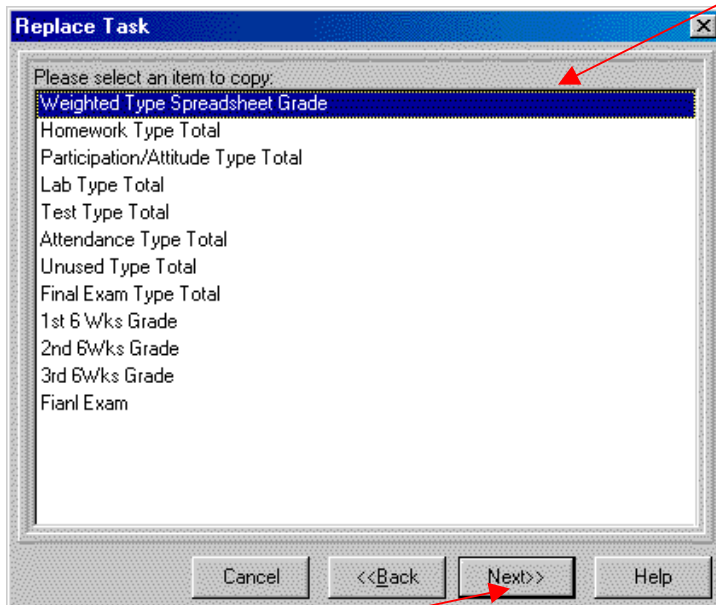 Replace Task
Please select an item to copy:
Weighted Type Spreadsheet Grade
Homework Type Total
Participation/Attitude Type Total
Lab Type Total
Test Type Total
Attendance Type Total
Unused Type Total
Final Exam Type Total
1st 6 Wks Grade
2nd 6Wks Grade
3rd 6Wks Grade
Fianl Exam
Cancel <<Back Next>> Help